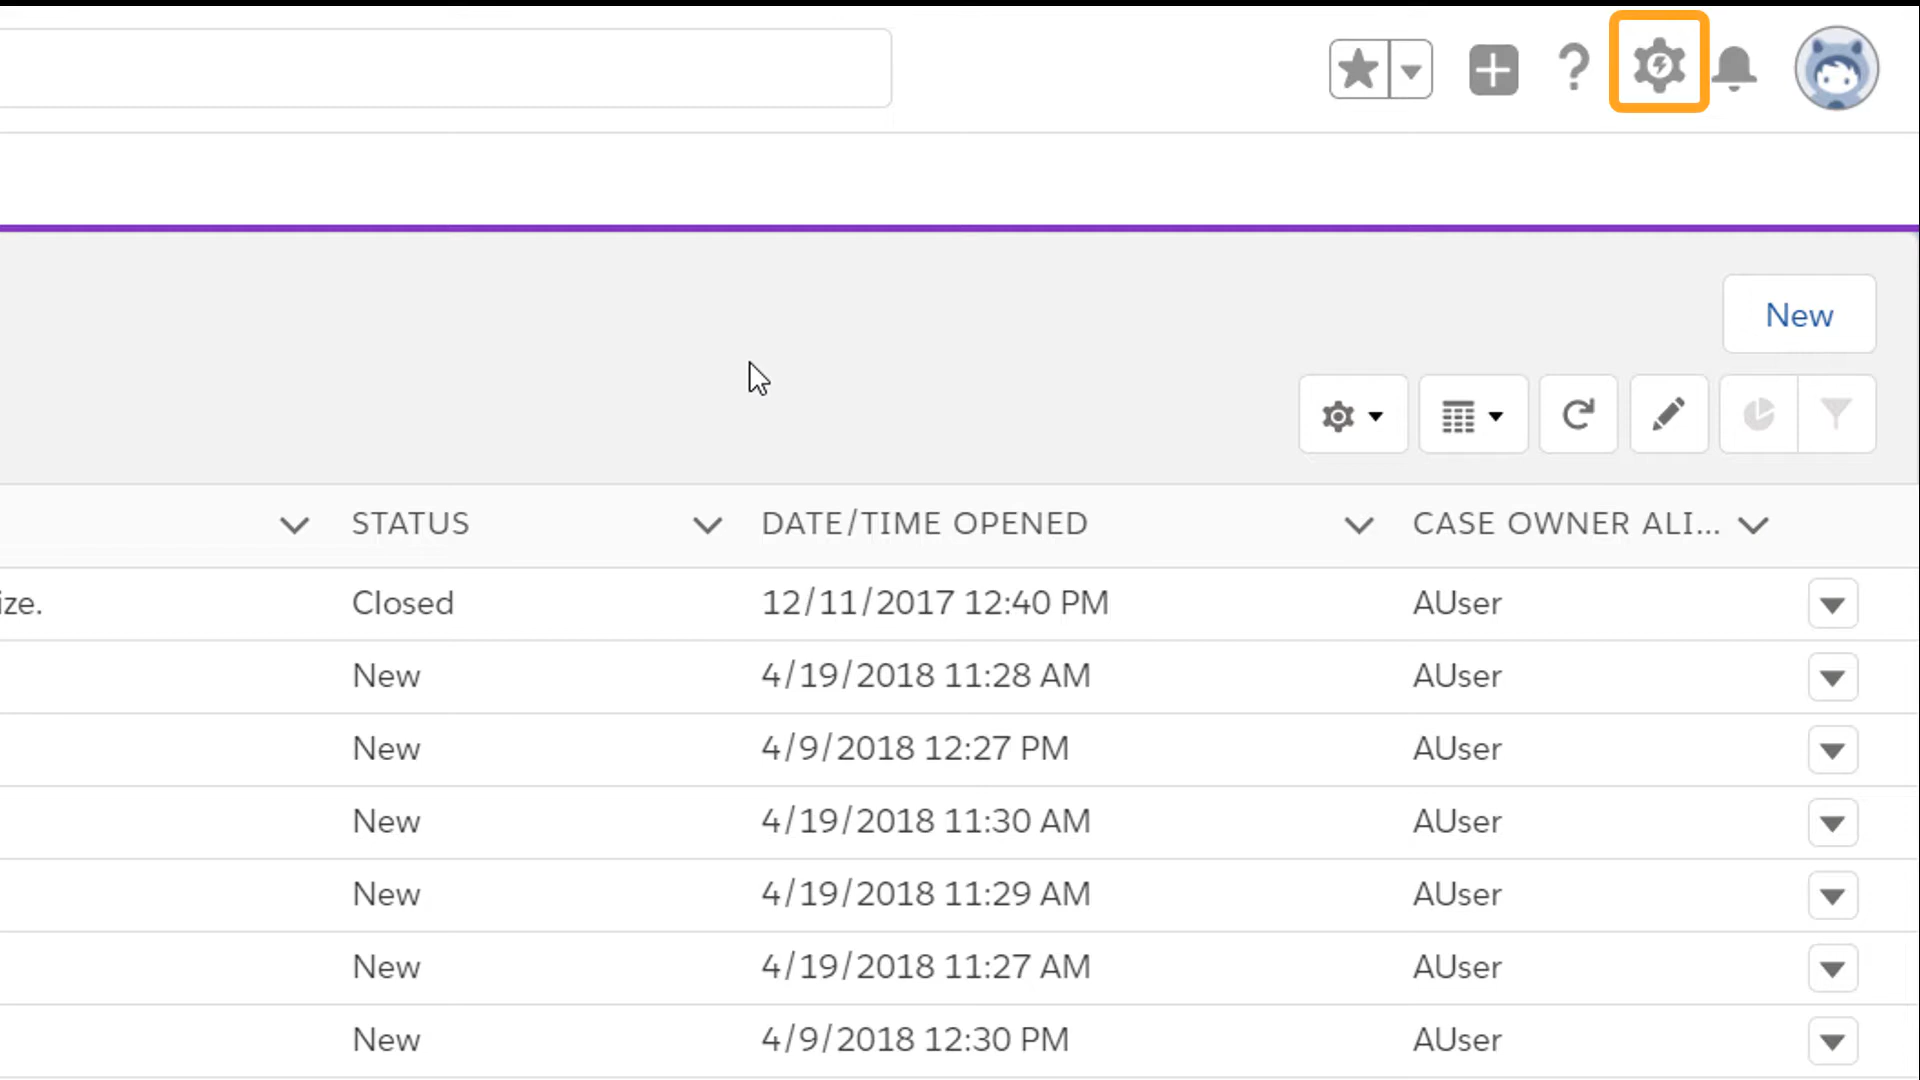 New
STATUS DATE/TIME OPENED CASE OWNER ALI...
ize. Closed 12/11/2017 12:40 PM AUser
New 4/19/2018 11:28 AM AUser
New 4/9/2018 12:27 PM AUser
New 4/19/2018 11:30 AM AUser
New 4/19/2018 11:29 AM AUser
New 4/19/2018 11:27 AM AUser
New 4/9/2018 12:30 PM AUser